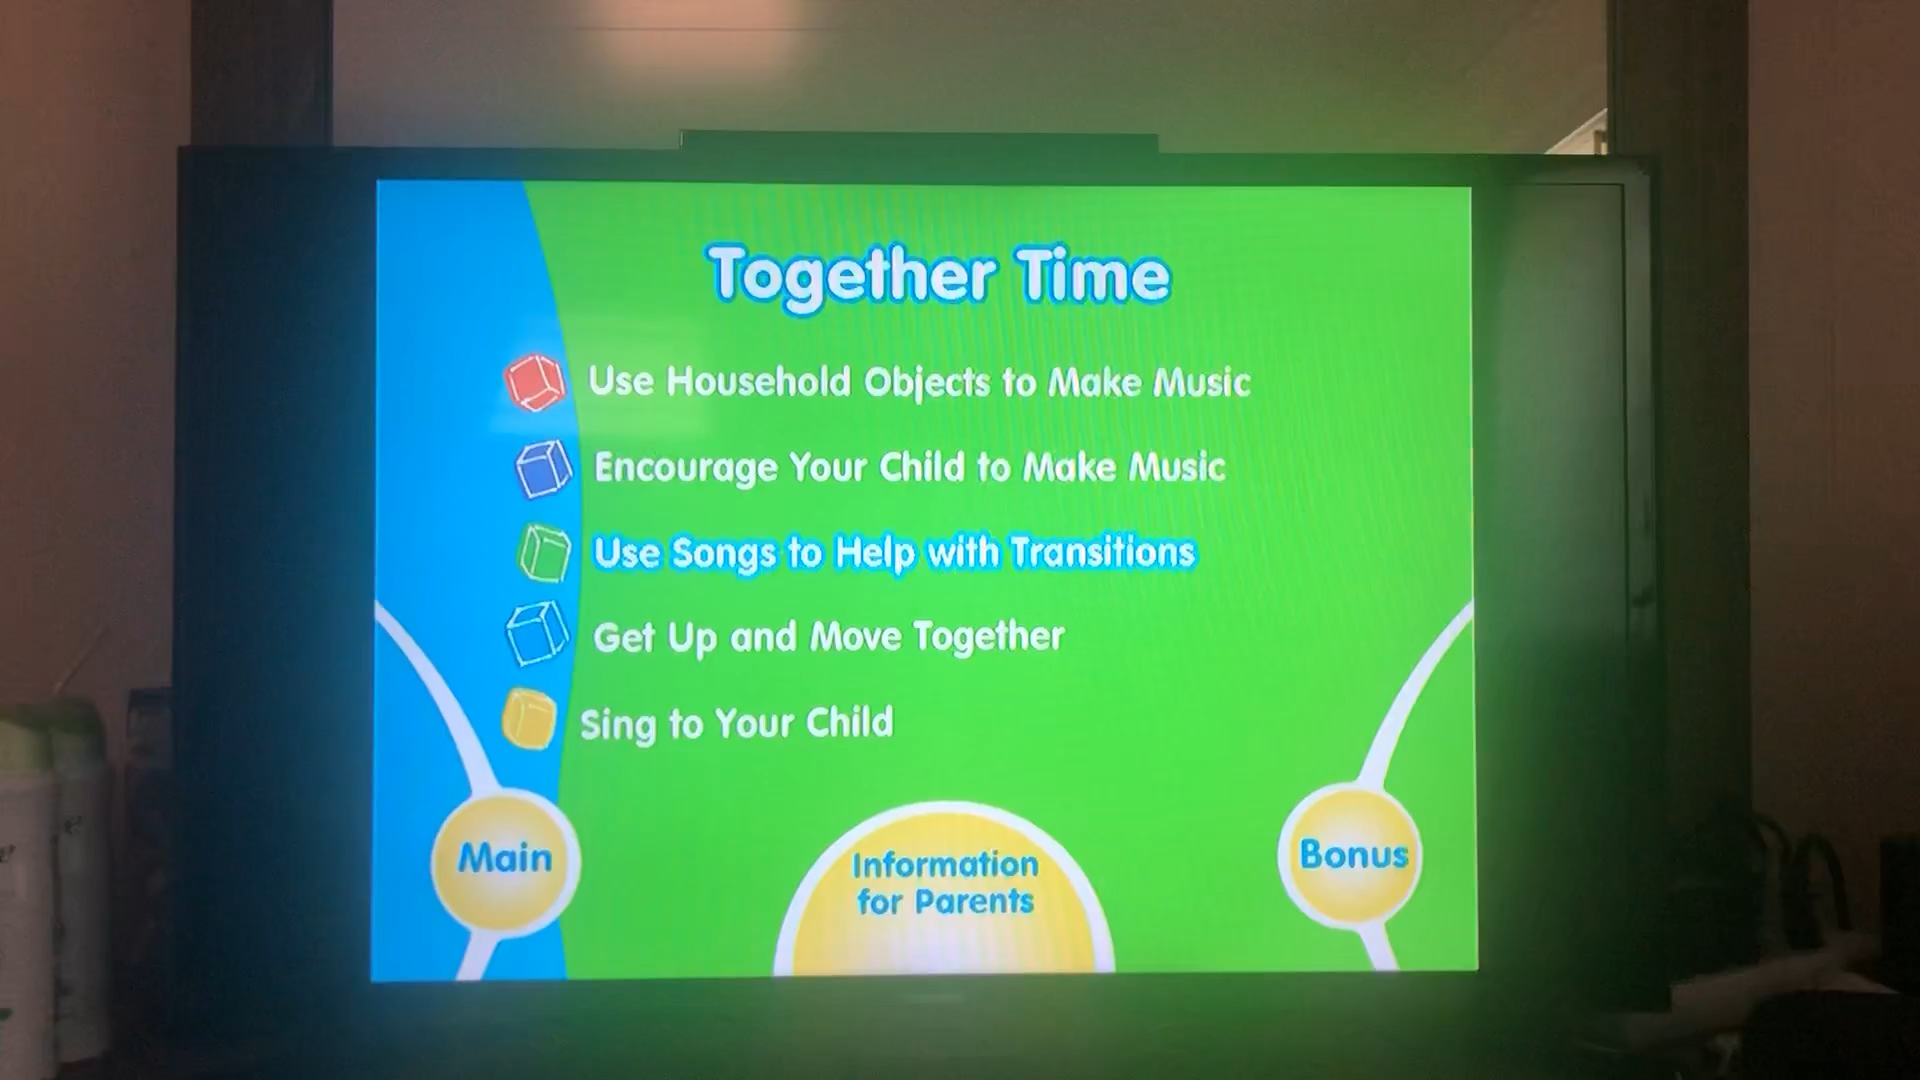 Together Time
Use Household Objects to Make Music
Encourage Your Child to Make Music
Use Songs to Help with Transitions
Get Up and Move Together
Sing to Your Child
Main
Information
for Parents
Bonus